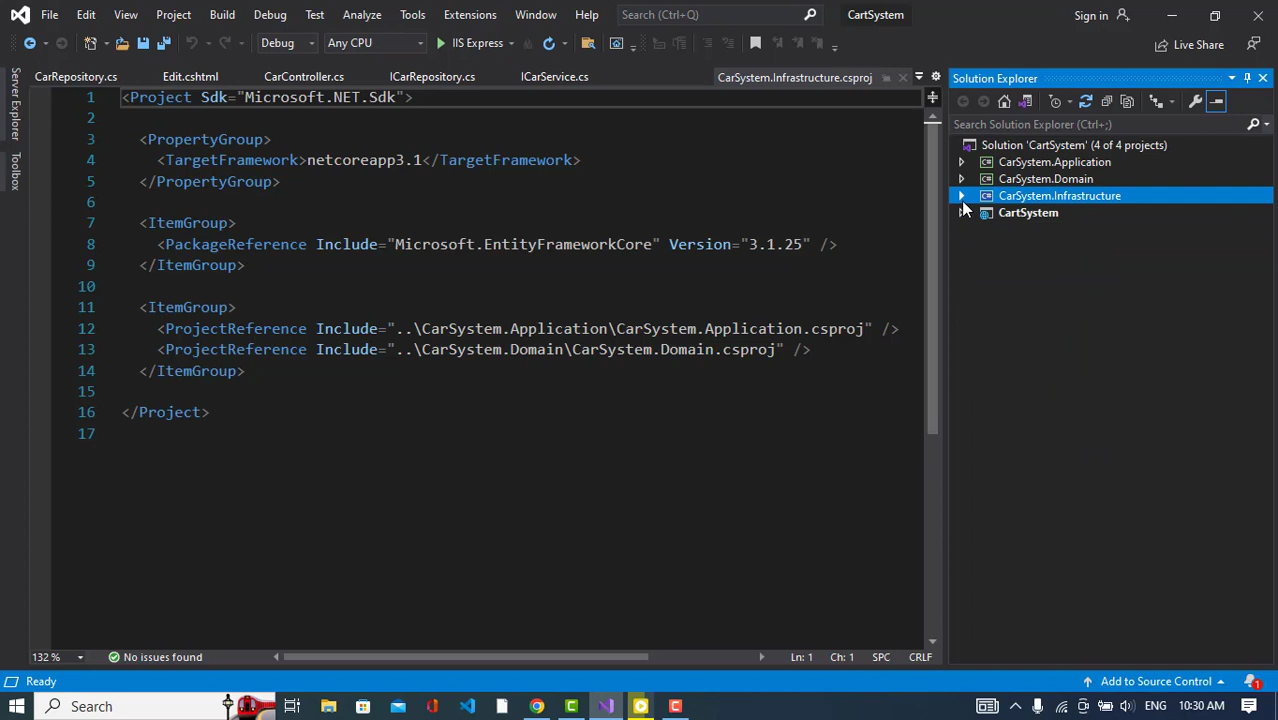 File Edit View Project Build Debug Test Analyze Tools Extensions Window Help Search (Ctrl+Q) CartSystem Sign in
Debug Any CPU IIS Express Live Share
Server Explorer
Toolbox
CarRepository.cs Edit.cshtml CarController.cs ICarRepository.cs ICarService.cs CarSystem.Infrastructure.csproj
1 <Project Sdk="Microsoft.NET.Sdk">
2
3 <PropertyGroup>
4 <TargetFramework>netcoreapp3.1</TargetFramework>
5 </PropertyGroup>
6
7 <ItemGroup>
8 <PackageReference Include="Microsoft.EntityFrameworkCore" Version="3.1.25" />
9 </ItemGroup>
10
11 <ItemGroup>
12 <ProjectReference Include="..\CarSystem.Application\CarSystem.Application.csproj" />
13 <ProjectReference Include="..\CarSystem.Domain\CarSystem.Domain.csproj" />
14 </ItemGroup>
15
16 </Project>
17
132 % No issues found Ln: 1 Ch: 1 SPC CRLF
Solution Explorer
Search Solution Explorer (Ctrl+;)
Solution 'CartSystem' (4 of 4 projects)
C# CarSystem.Application
C# CarSystem.Domain
C# CarSystem.Infrastructure
CartSystem
Ready Add to Source Control 1
Search ENG 10:30 AM